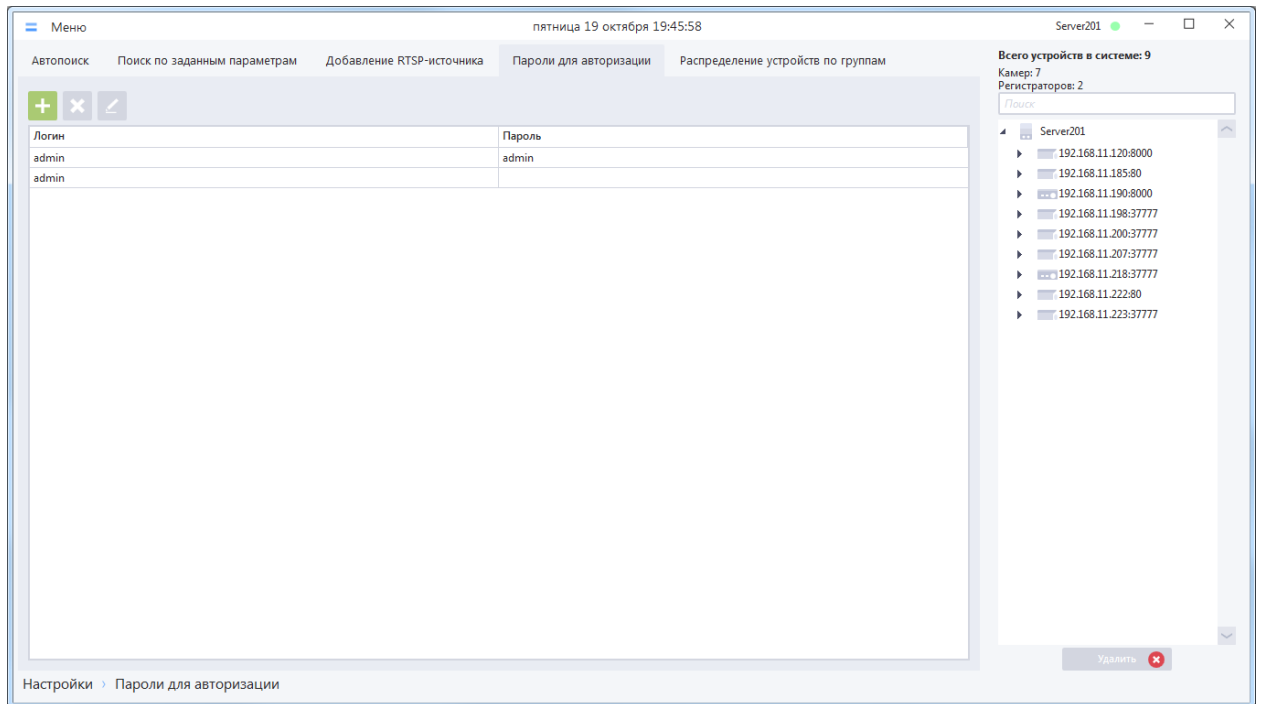 Меню
пятница 19 октября 19:45:58
Server201
Автопоиск Поиск по заданным параметрам Добавление RTSP-источника Пароли для авторизации Распределение устройств по группам
Логин Пароль
admin admin
admin
Всего устройств в системе: 9
Камер: 7
Регистраторов: 2
Поиск
Server201
192.168.11.120:8000
192.168.11.185:80
192.168.11.190:8000
192.168.11.198:37777
192.168.11.200:37777
192.168.11.207:37777
192.168.11.218:37777
192.168.11.222:80
192.168.11.223:37777
Удалить
Настройки › Пароли для авторизации